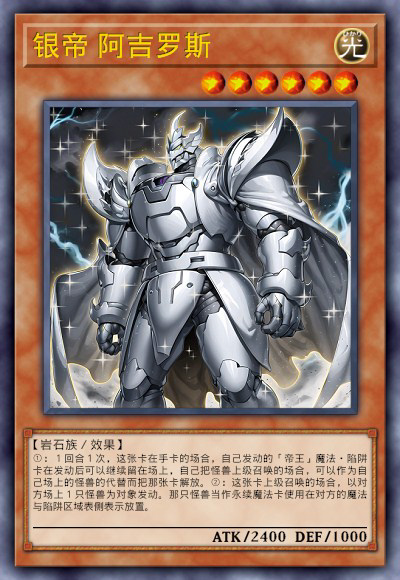 银帝 阿吉罗斯
光
【岩石族／效果】
①：1回合1次，这张卡在手卡的场合，自己发动的「帝王」魔法·陷阱
卡在发动后可以继续留在场上，自己把怪兽上级召唤的场合，可以作为自
己场上的怪兽的代替而把那张卡解放。②：这张卡上级召唤的场合，以对
方场上1只怪兽为对象发动。那只怪兽当作永续魔法卡使用在对方的魔法
与陷阱区域表侧表示放置。
ATK/2400 DEF/1000